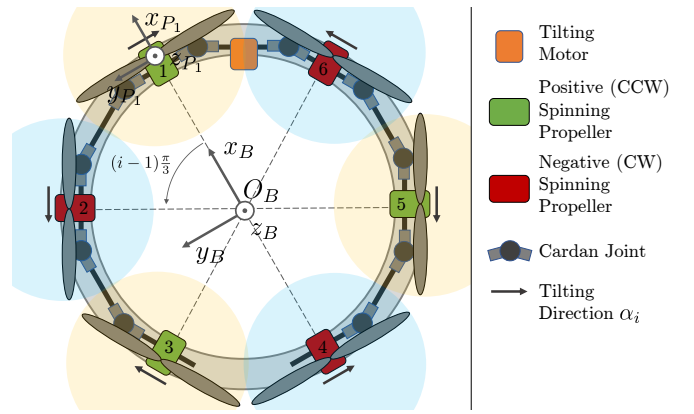 x_{P_1}
z_{P_1}
1
y_{P_1}
6
(i − 1)\frac{π}{3}
x_B
O_B
z_B
y_B
2
5
3
4
Tilting
Motor
Positive (CCW)
Spinning
Propeller
Negative (CW)
Spinning
Propeller
Cardan Joint
Tilting
Direction α_i